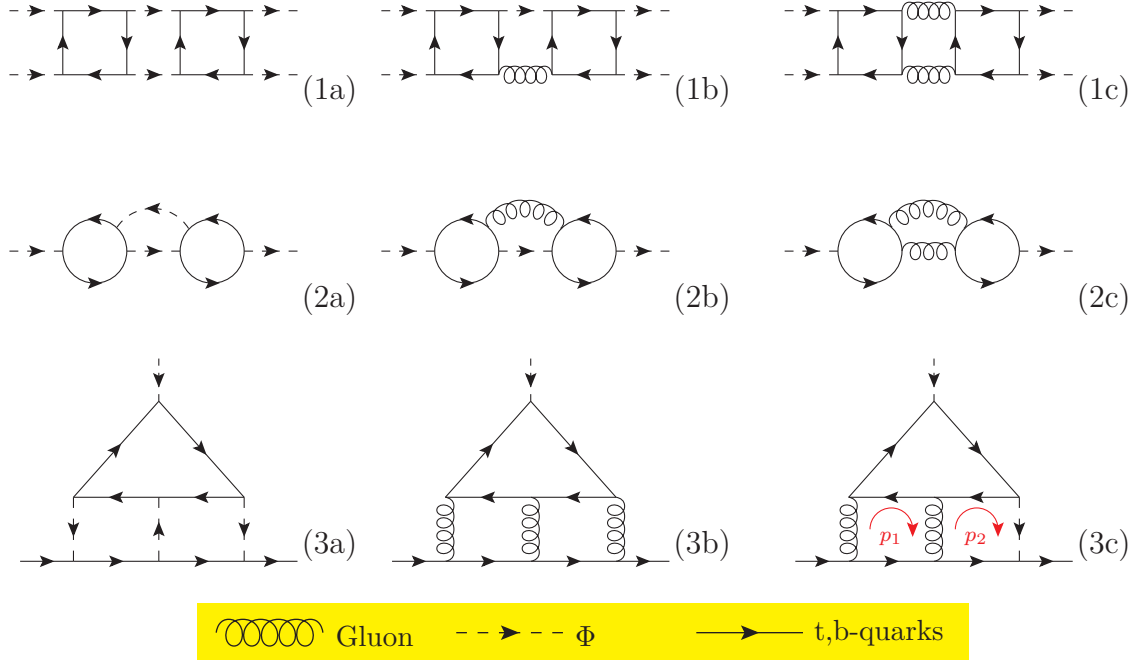 (1a) (1b) (1c)
(2a) (2b) (2c)
p₁ p₂
(3a) (3b) (3c)
Gluon Φ t,b-quarks